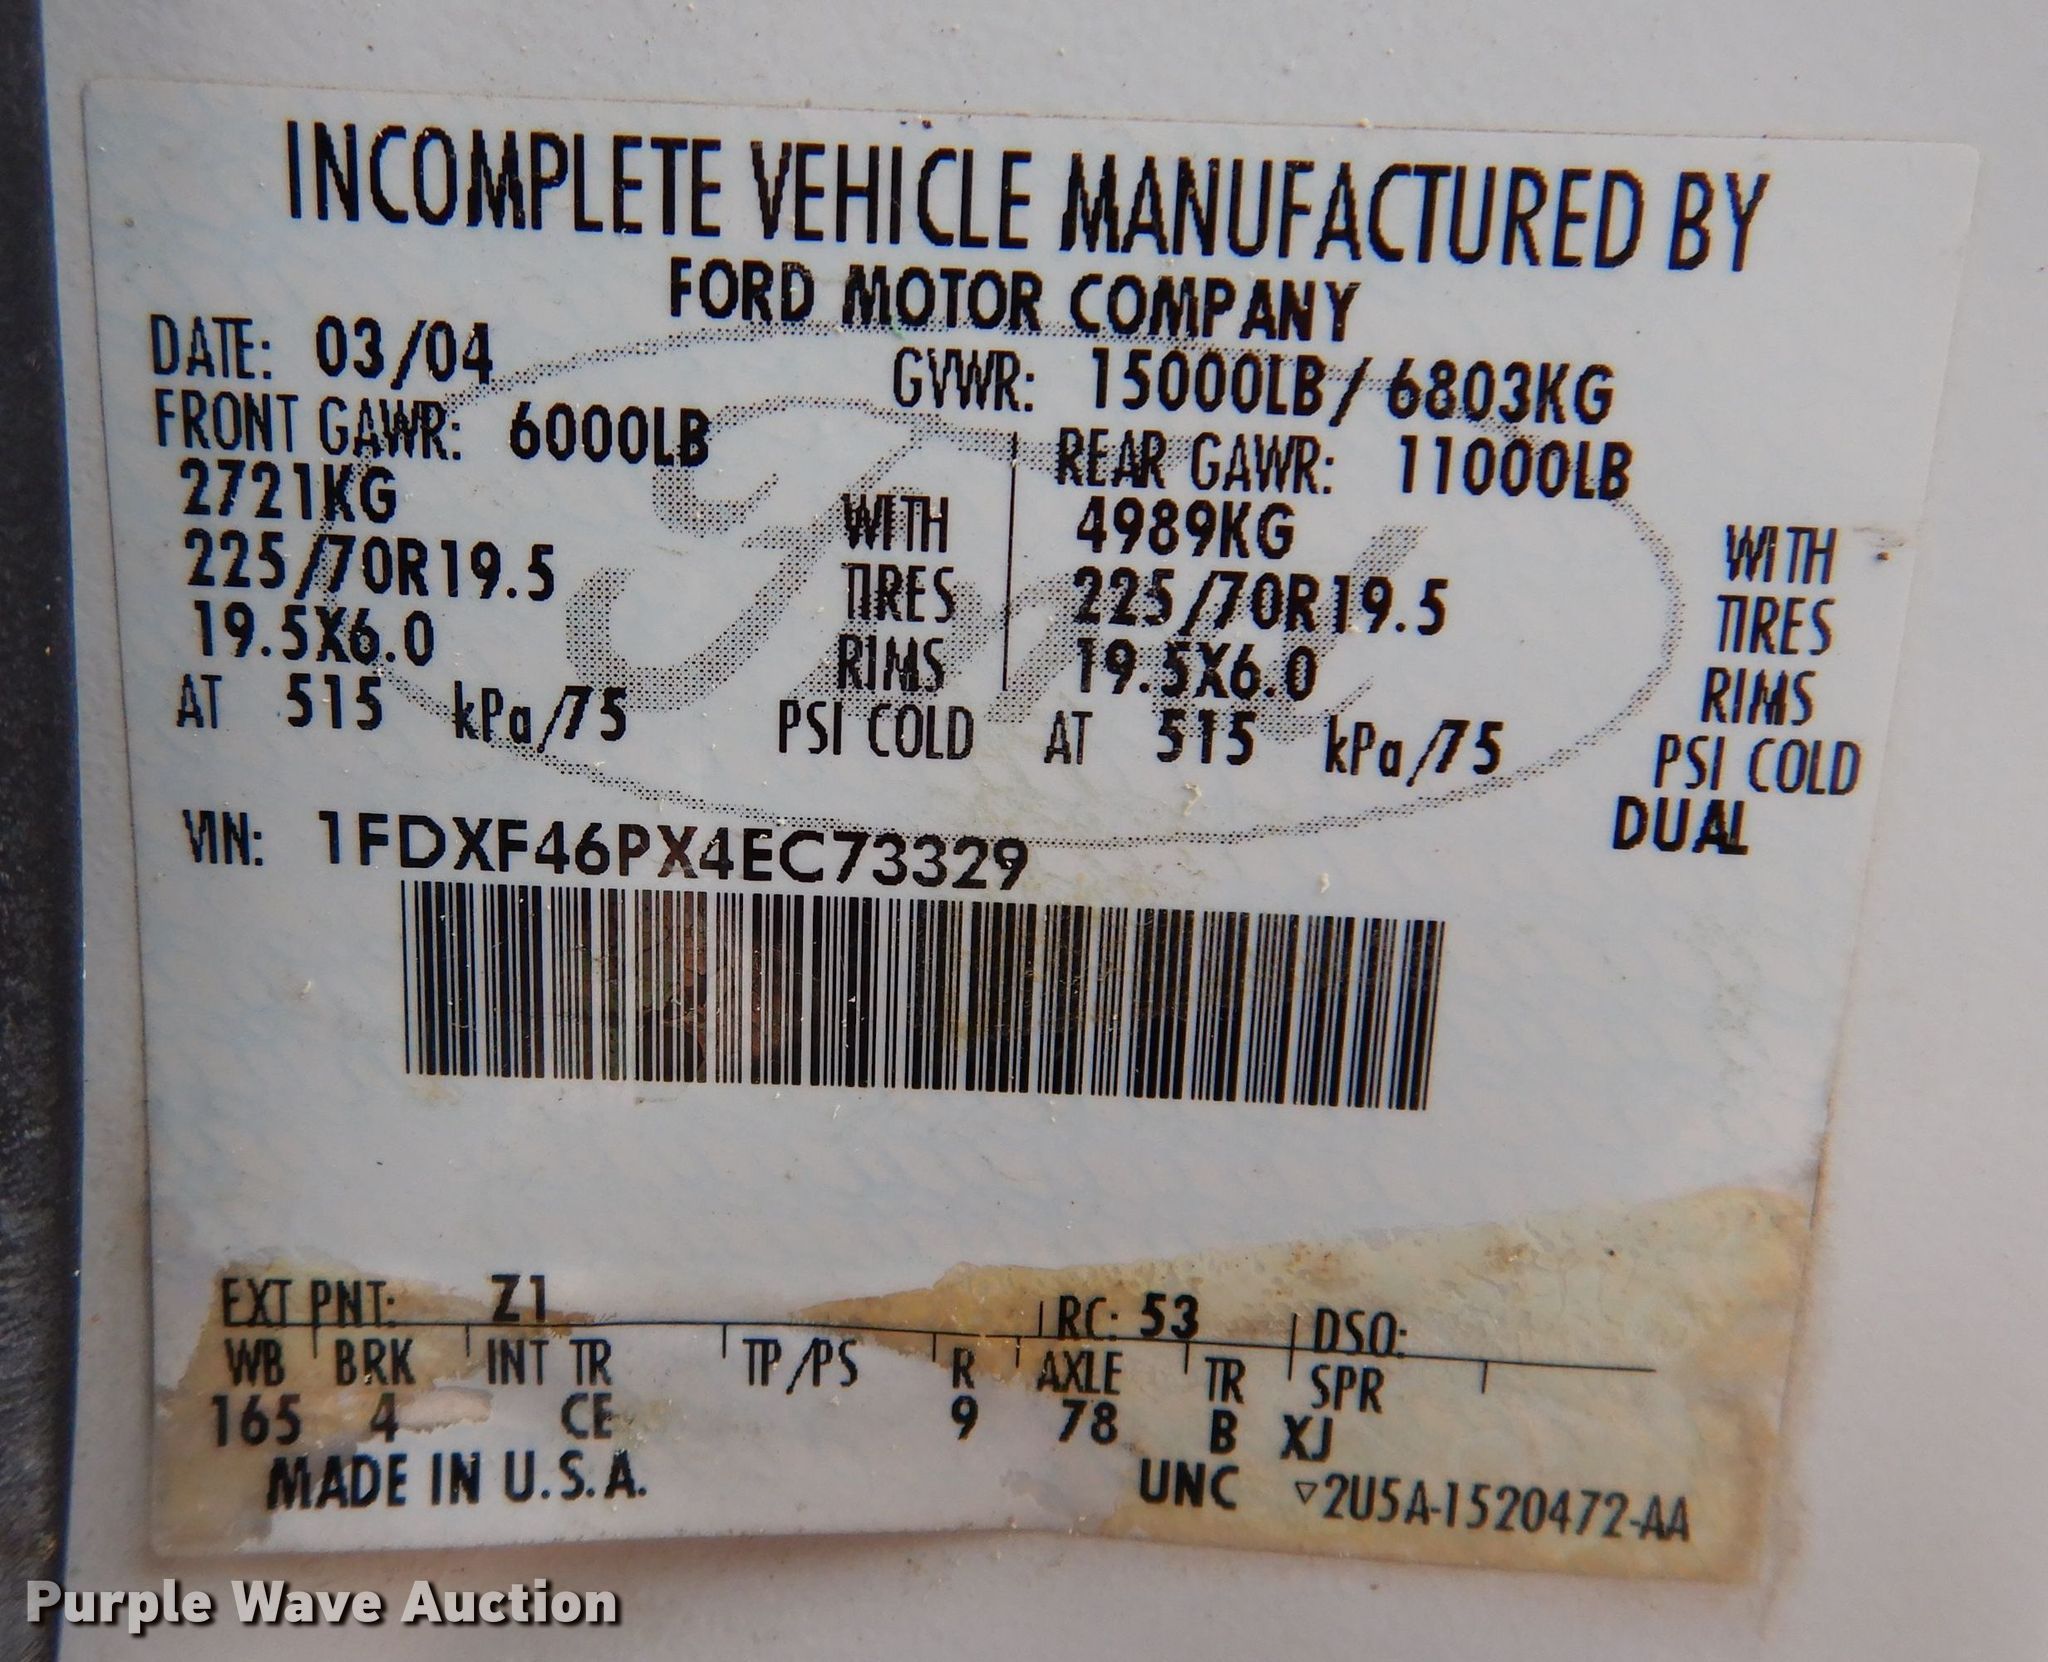 INCOMPLETE VEHICLE MANUFACTURED BY
FORD MOTOR COMPANY
DATE: 03/04 GVWR: 15000LB/6803KG
FRONT GAWR: 6000LB REAR GAWR: 11000LB
2721KG WITH 4989KG WITH
225/70R19.5 TIRES 225/70R19.5 TIRES
19.5X6.0 RIMS 19.5X6.0 RIMS
AT 515 kPa/75 PSI COLD AT 515 kPa/75 PSI COLD
DUAL
VIN: 1FDXF46PX4EC73329
EXT PNT: Z1 RC: 53 DSO:
WB BRK INT TR TP/PS R AXLE TR SPR
165 4 CE 9 78 B XJ
MADE IN U.S.A. UNC ▽2U5A-1520472-AA
Purple Wave Auction